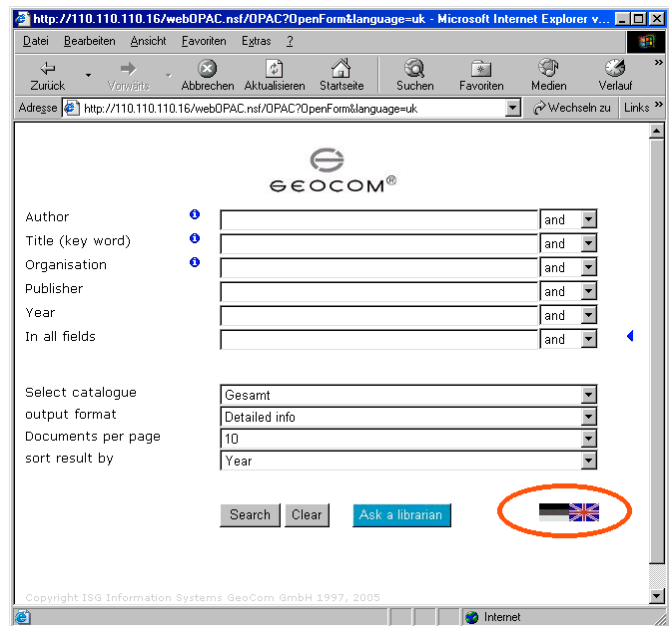 http://110.110.110.16/webOPAC.nsf/OPAC?OpenForm&language=uk - Microsoft Internet Explorer v...
Datei Bearbeiten Ansicht Favoriten Extras ?
Zurück Vorwärts Abbrechen Aktualisieren Startseite Suchen Favoriten Medien Verlauf »
Adresse http://110.110.110.16/webOPAC.nsf/OPAC?OpenForm&language=uk Wechseln zu Links »
GEOCOM®
Author and
Title (key word) and
Organisation and
Publisher and
Year and
In all fields and
Select catalogue Gesamt
output format Detailed info
Documents per page 10
sort result by Year
Search Clear Ask a librarian
Copyright ISG Information Systems GeoCom GmbH 1997, 2005
Internet